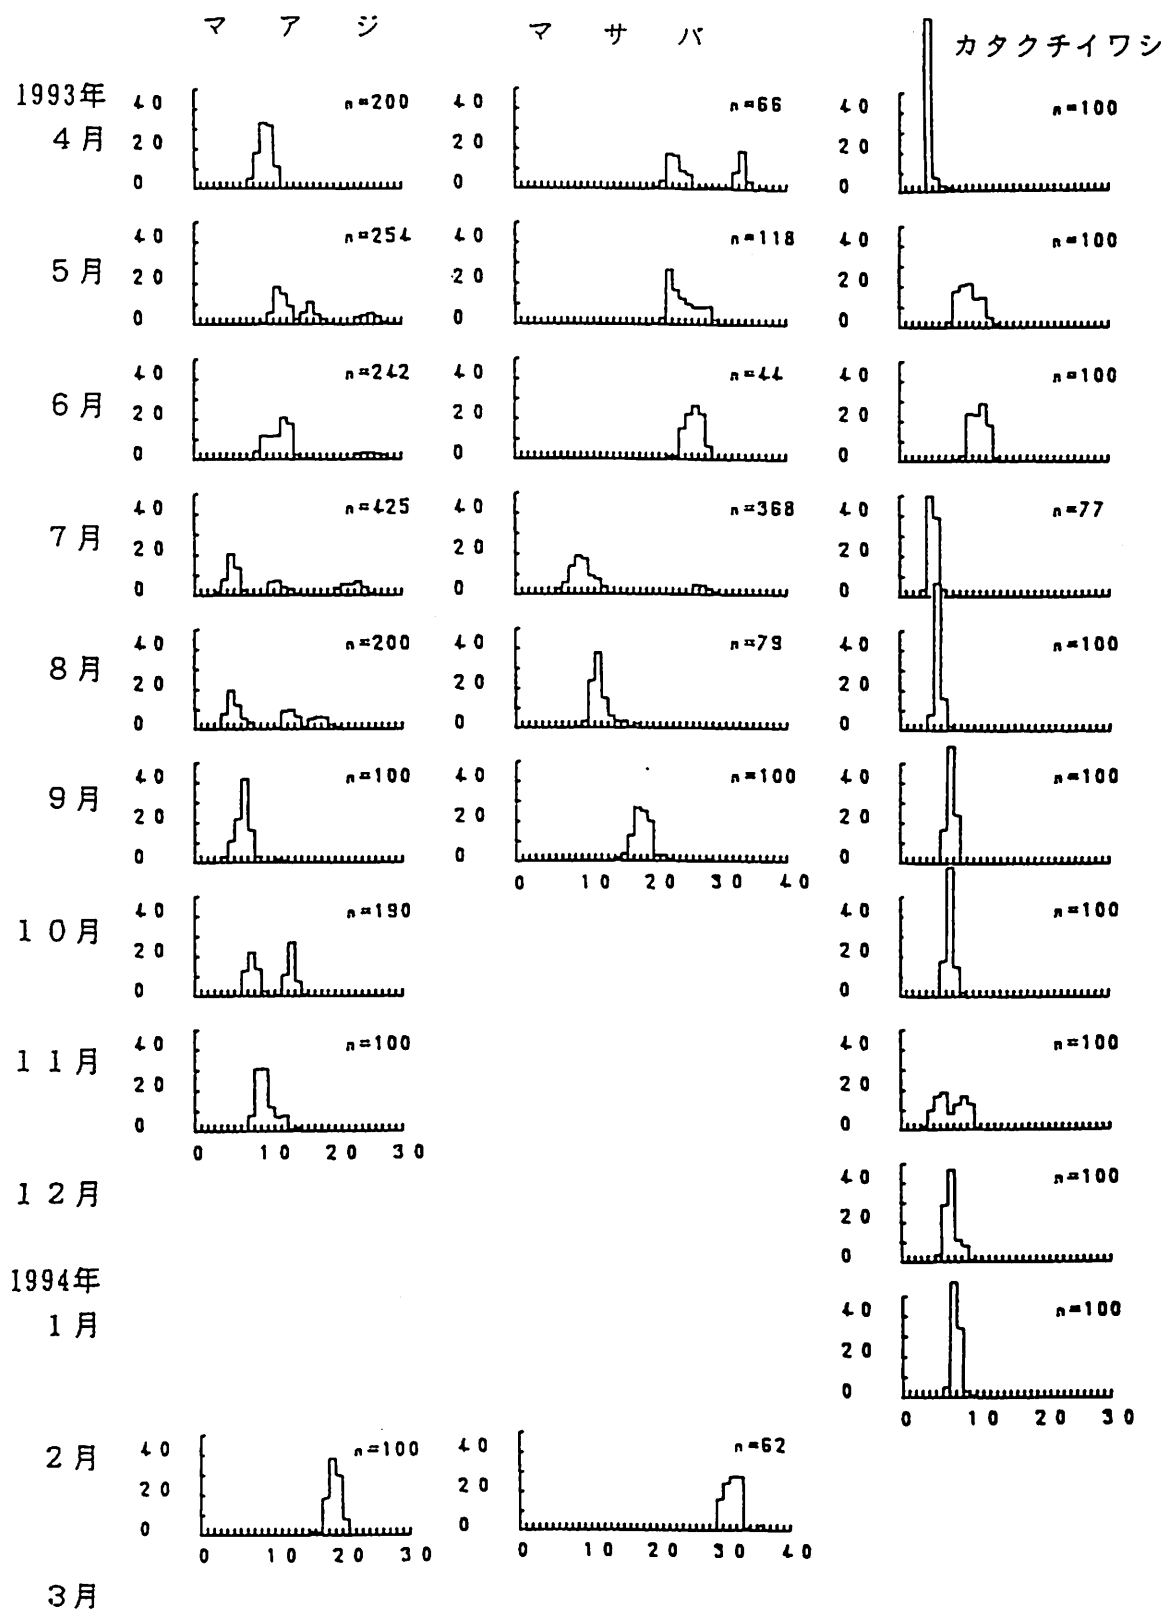 マアジ マサバ カタクチイワシ
1993年
4月 40 20 0 n=200 40 20 0 n=66 40 20 0 n=100
5月 40 20 0 n=254 40 20 0 n=118 40 20 0 n=100
6月 40 20 0 n=242 40 20 0 n=44 40 20 0 n=100
7月 40 20 0 n=425 40 20 0 n=368 40 20 0 n=77
8月 40 20 0 n=200 40 20 0 n=79 40 20 0 n=100
9月 40 20 0 n=100 40 20 0 n=100 40 20 0 n=100
0 10 20 30 40
10月 40 20 0 n=190 40 20 0 n=100
11月 40 20 0 n=100 40 20 0 n=100
0 10 20 30
12月 40 20 0 n=100
1994年
1月 40 20 0 n=100
0 10 20 30
2月 40 20 0 n=100 40 20 0 n=62
0 10 20 30 0 10 20 30 40
3月